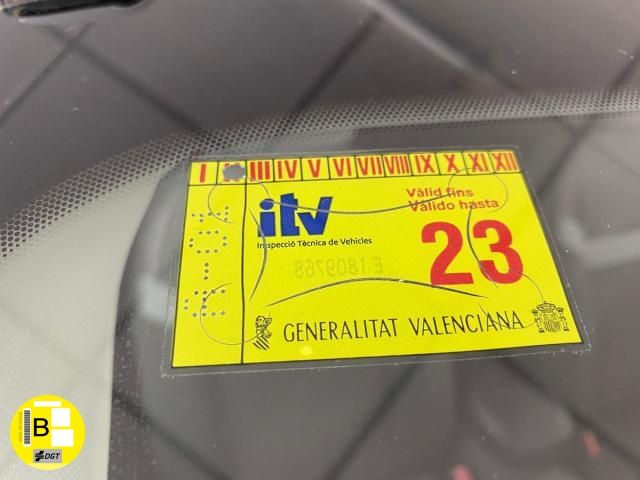 I III IV V VI VII VIII IX X XI XII
itv
Inspecció Tècnica de Vehicles
Vàlid fins
Válido hasta
23
E 1809768
GENERALITAT VALENCIANA
B
DGT